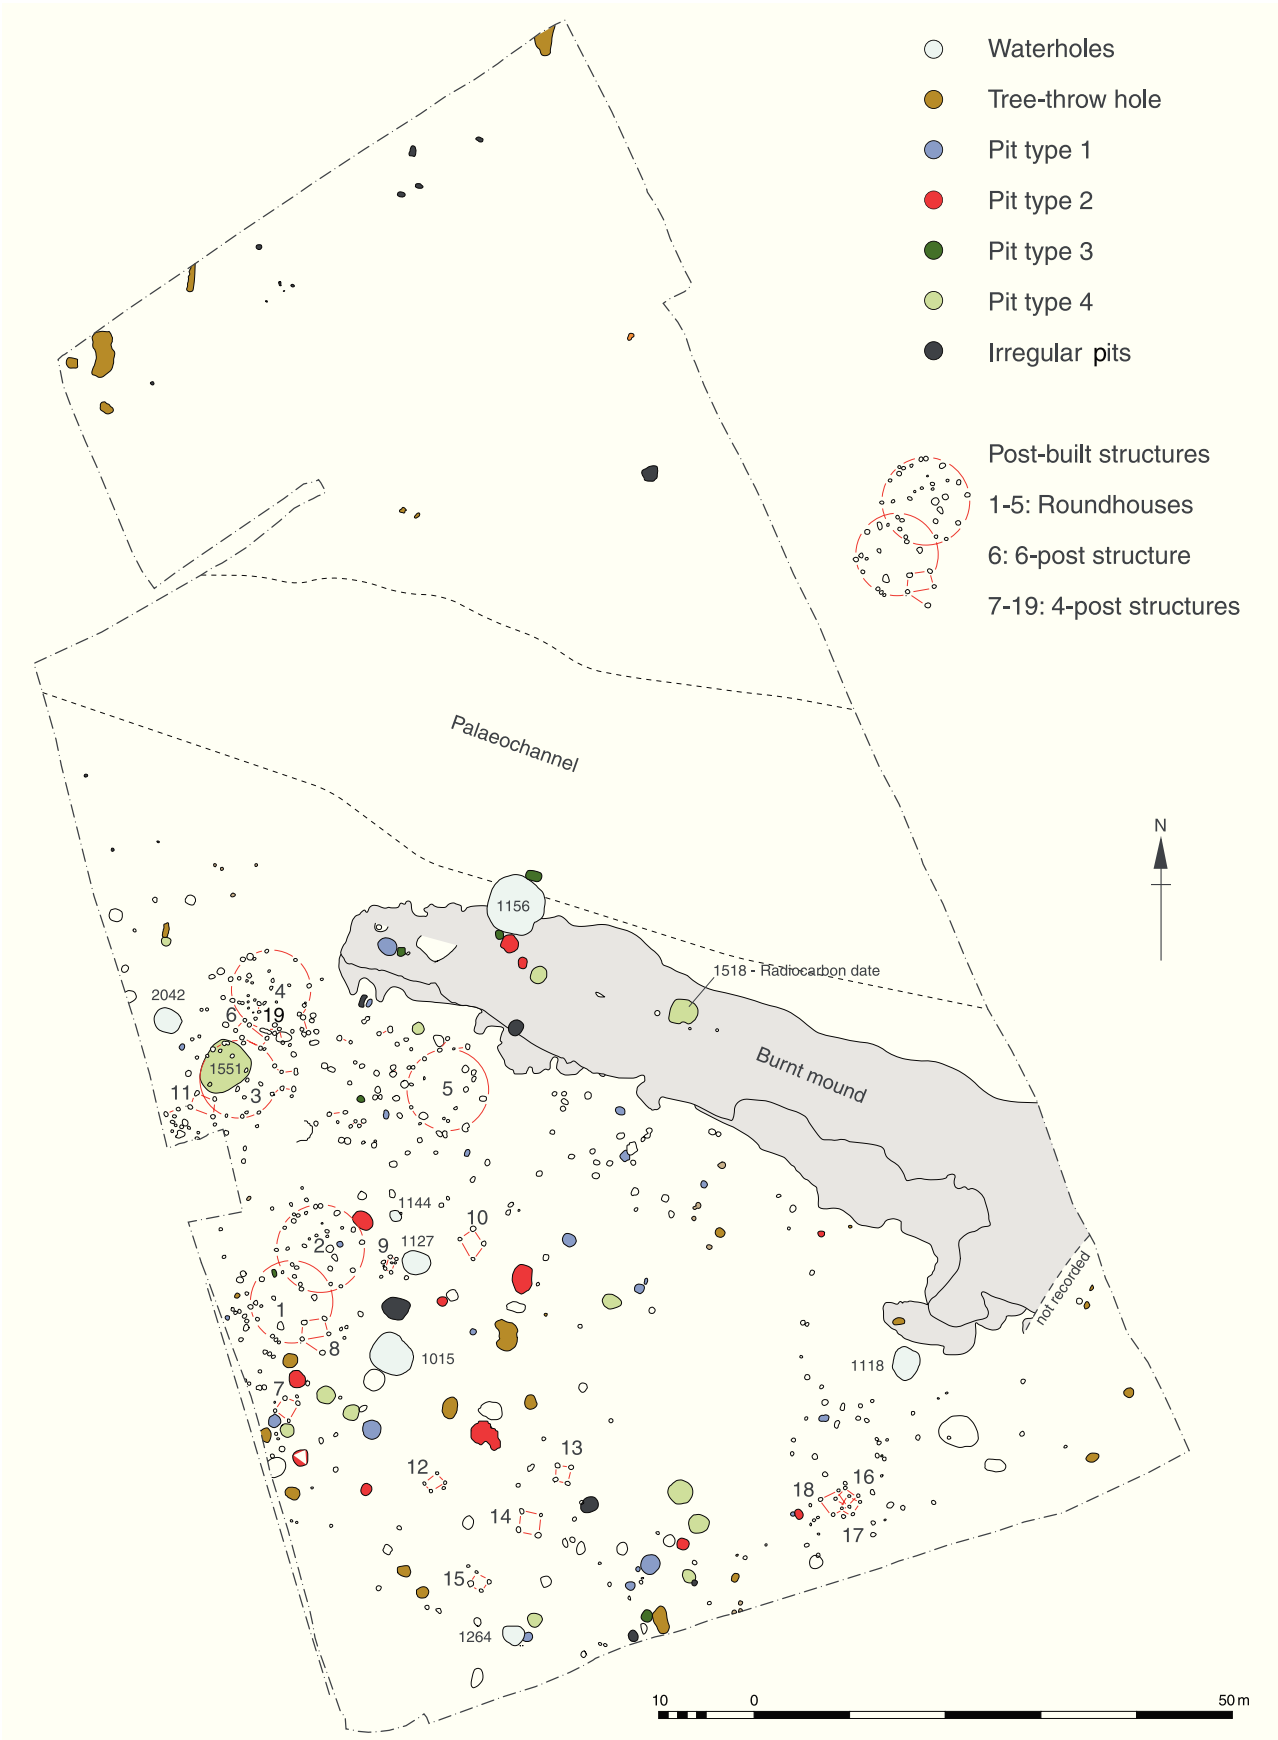 Waterholes
Tree-throw hole
Pit type 1
Pit type 2
Pit type 3
Pit type 4
Irregular pits
Post-built structures
1-5: Roundhouses
6: 6-post structure
7-19: 4-post structures
Palaeochannel
N
1156
1518 - Radiocarbon date
2042
4
6
19
1551
Burnt mound
11
3
5
1144
10
2
9
1127
not recorded
1
8
1015
1118
7
13
12
16
18
14
17
15
1264
10
0
50 m